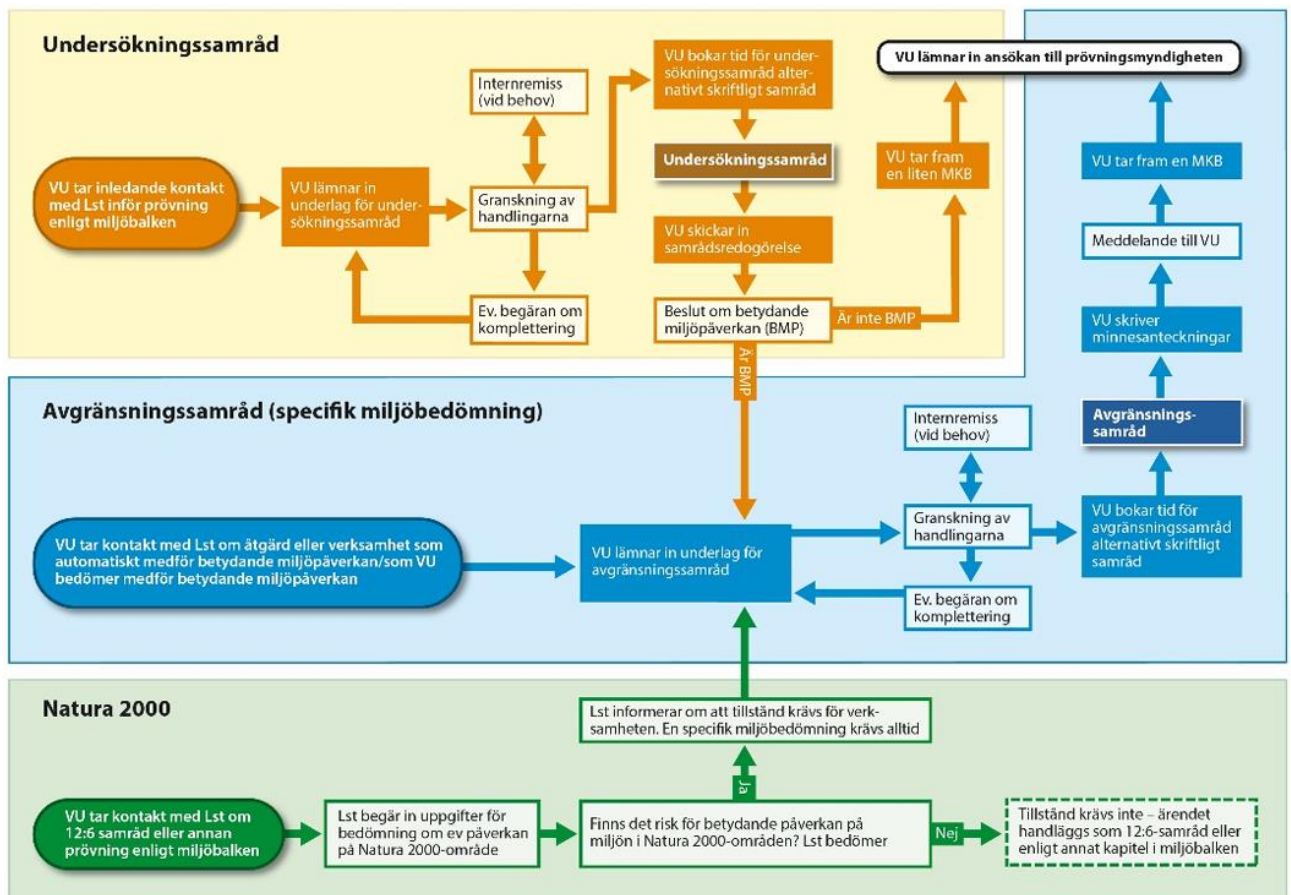 Undersökningssamråd
VU tar inledande kontakt
med Lst inför prövning
enligt miljöbalken
VU lämnar in
underlag för under-
sökningssamråd
Internremiss
(vid behov)
Granskning av
handlingarna
Ev. begäran om
komplettering
VU bokar tid för under-
sökningssamråd alter-
nativt skriftligt samråd
Undersökningssamråd
VU skickar in
samrådsredogörelse
Beslut om betydande
miljöpåverkan (BMP)
Är inte BMP
Är BMP
VU tar fram
en liten MKB
VU lämnar in ansökan till prövningsmyndigheten
VU tar fram en MKB
Meddelande till VU
VU skriver
minnesanteckningar
Avgränsnings-
samråd
VU bokar tid för
avgränsningssamråd
alternativt skriftligt
samråd
Avgränsningssamråd (specifik miljöbedömning)
VU tar kontakt med Lst om åtgärd eller verksamhet som
automatiskt medför betydande miljöpåverkan/som VU
bedömer medför betydande miljöpåverkan
VU lämnar in underlag för
avgränsningssamråd
Internremiss
(vid behov)
Granskning av
handlingarna
Ev. begäran om
komplettering
Natura 2000
Lst informerar om att tillstånd krävs för verk-
samheten. En specifik miljöbedömning krävs alltid
Ja
VU tar kontakt med Lst om
12:6 samråd eller annan
prövning enligt miljöbalken
Lst begär in uppgifter för
bedömning om ev påverkan
på Natura 2000-område
Finns det risk för betydande påverkan på
miljön i Natura 2000-områden? Lst bedömer
Nej
Tillstånd krävs inte – ärendet
handläggs som 12:6-samråd eller
enligt annat kapitel i miljöbalken